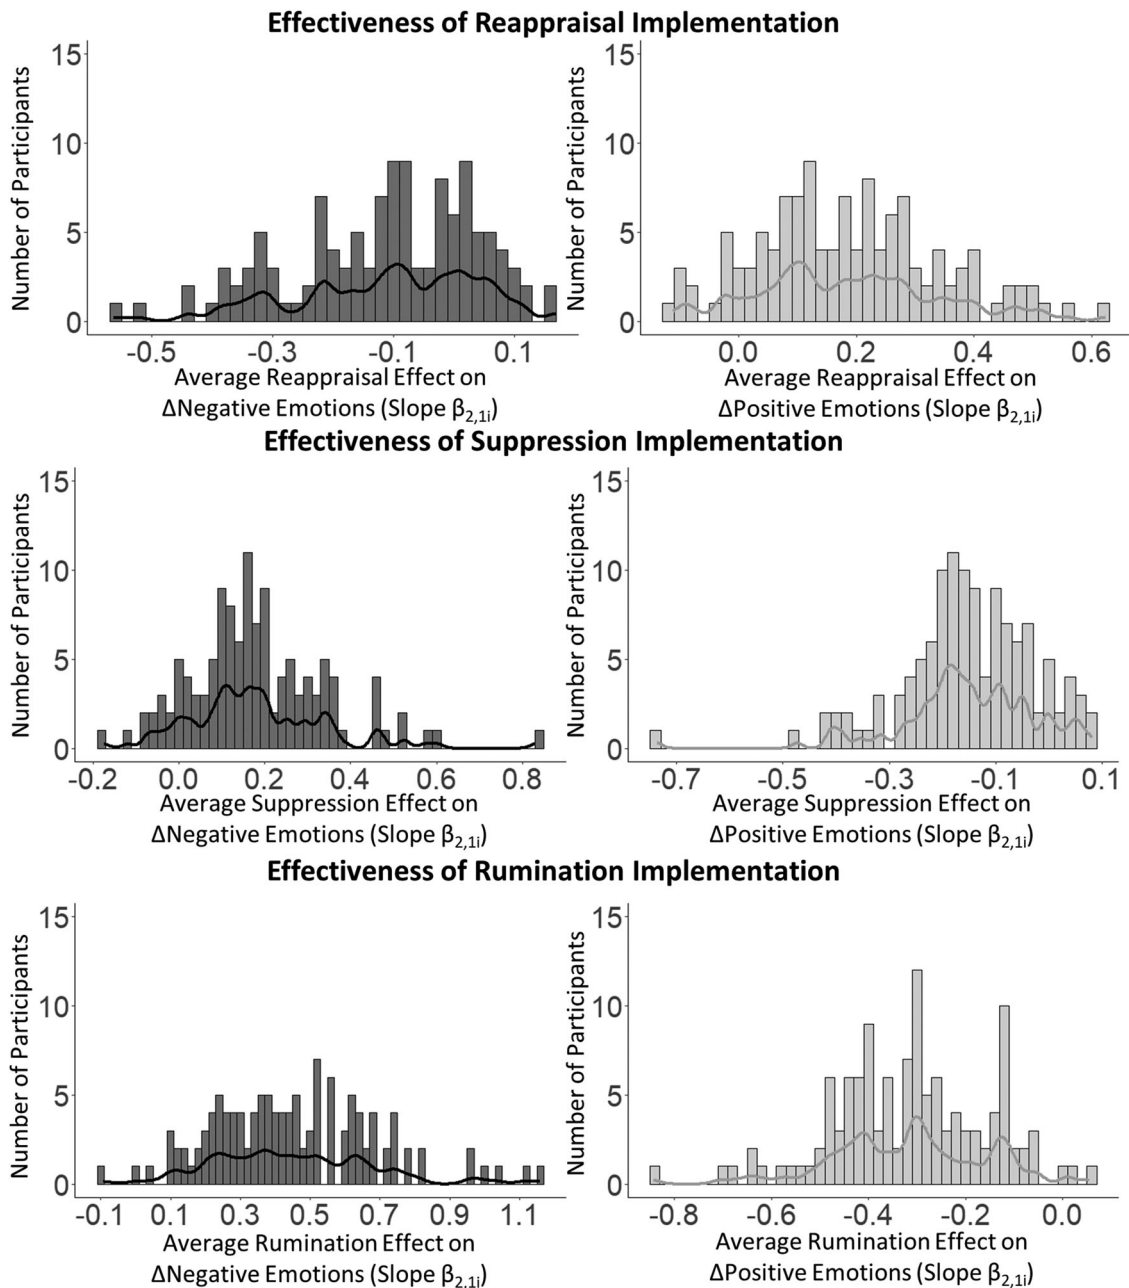 Effectiveness of Reappraisal Implementation
Number of Participants
15
10
5
0
-0.5 -0.3 -0.1 0.1
Average Reappraisal Effect on
ΔNegative Emotions (Slope β2,1i)
Number of Participants
15
10
5
0
0.0 0.2 0.4 0.6
Average Reappraisal Effect on
ΔPositive Emotions (Slope β2,1i)
Effectiveness of Suppression Implementation
Number of Participants
15
10
5
0
-0.2 0.0 0.2 0.4 0.6 0.8
Average Suppression Effect on
ΔNegative Emotions (Slope β2,1i)
Number of Participants
15
10
5
0
-0.7 -0.5 -0.3 -0.1 0.1
Average Suppression Effect on
ΔPositive Emotions (Slope β2,1i)
Effectiveness of Rumination Implementation
Number of Participants
15
10
5
0
-0.1 0.1 0.3 0.5 0.7 0.9 1.1
Average Rumination Effect on
ΔNegative Emotions (Slope β2,1i)
Number of Participants
15
10
5
0
-0.8 -0.6 -0.4 -0.2 0.0
Average Rumination Effect on
ΔPositive Emotions (Slope β2,1i)